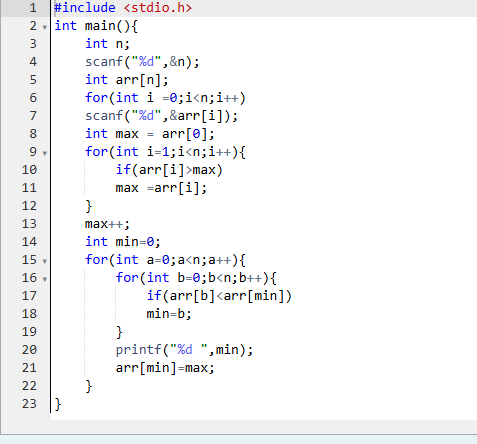 1 #include <stdio.h>
2 int main(){
3     int n;
4     scanf("%d",&n);
5     int arr[n];
6     for(int i =0;i<n;i++)
7     scanf("%d",&arr[i]);
8     int max = arr[0];
9     for(int i=1;i<n;i++){
10         if(arr[i]>max)
11         max =arr[i];
12     }
13     max++;
14     int min=0;
15     for(int a=0;a<n;a++){
16         for(int b=0;b<n;b++){
17             if(arr[b]<arr[min])
18             min=b;
19         }
20         printf("%d ",min);
21         arr[min]=max;
22     }
23 }